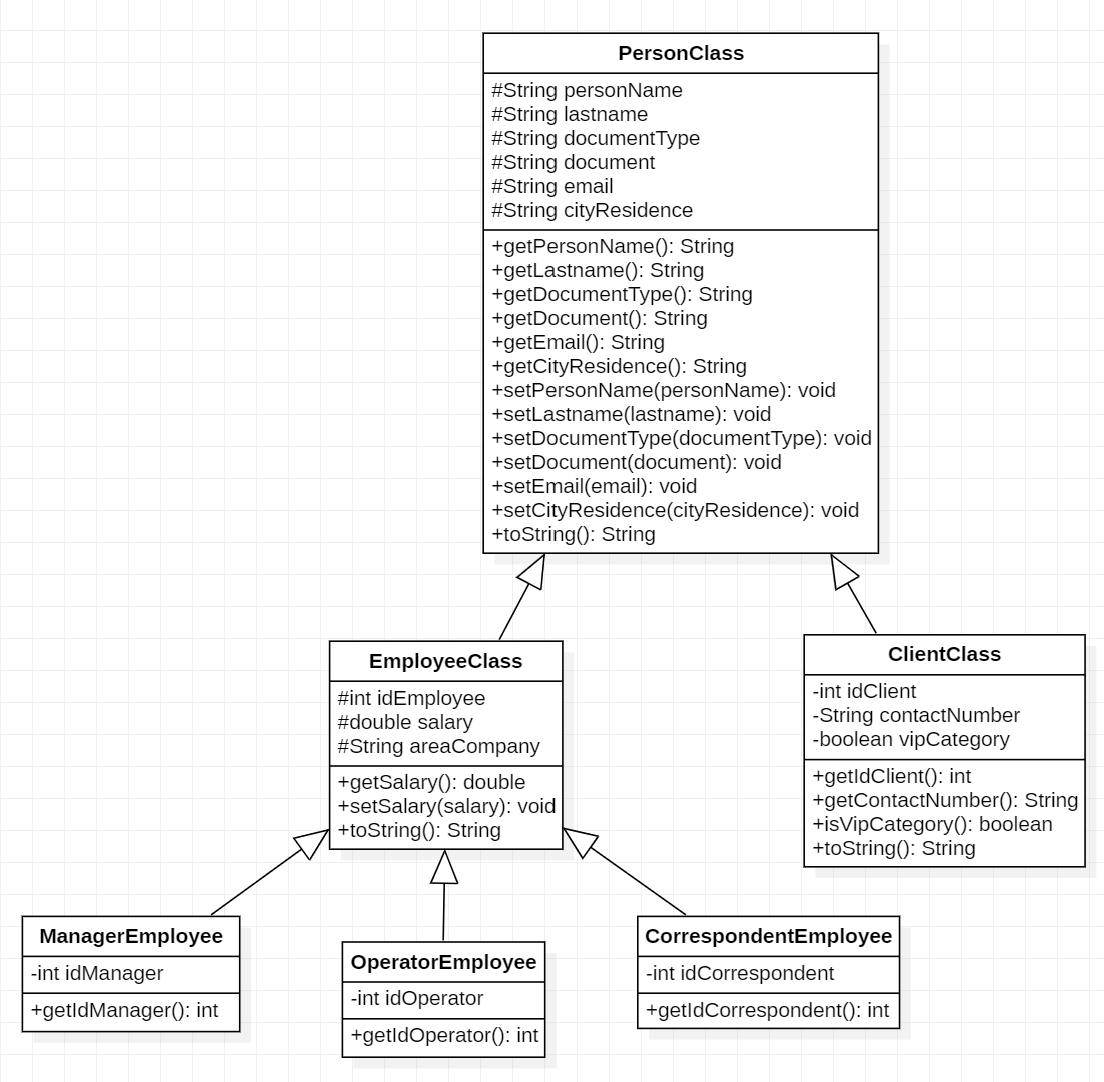 PersonClass
#String personName
#String lastname
#String documentType
#String document
#String email
#String cityResidence
+getPersonName(): String
+getLastname(): String
+getDocumentType(): String
+getDocument(): String
+getEmail(): String
+getCityResidence(): String
+setPersonName(personName): void
+setLastname(lastname): void
+setDocumentType(documentType): void
+setDocument(document): void
+setEmail(email): void
+setCityResidence(cityResidence): void
+toString(): String
EmployeeClass
#int idEmployee
#double salary
#String areaCompany
+getSalary(): double
+setSalary(salary): void
+toString(): String
ClientClass
-int idClient
-String contactNumber
-boolean vipCategory
+getIdClient(): int
+getContactNumber(): String
+isVipCategory(): boolean
+toString(): String
ManagerEmployee
-int idManager
+getIdManager(): int
OperatorEmployee
-int idOperator
+getIdOperator(): int
CorrespondentEmployee
-int idCorrespondent
+getIdCorrespondent(): int